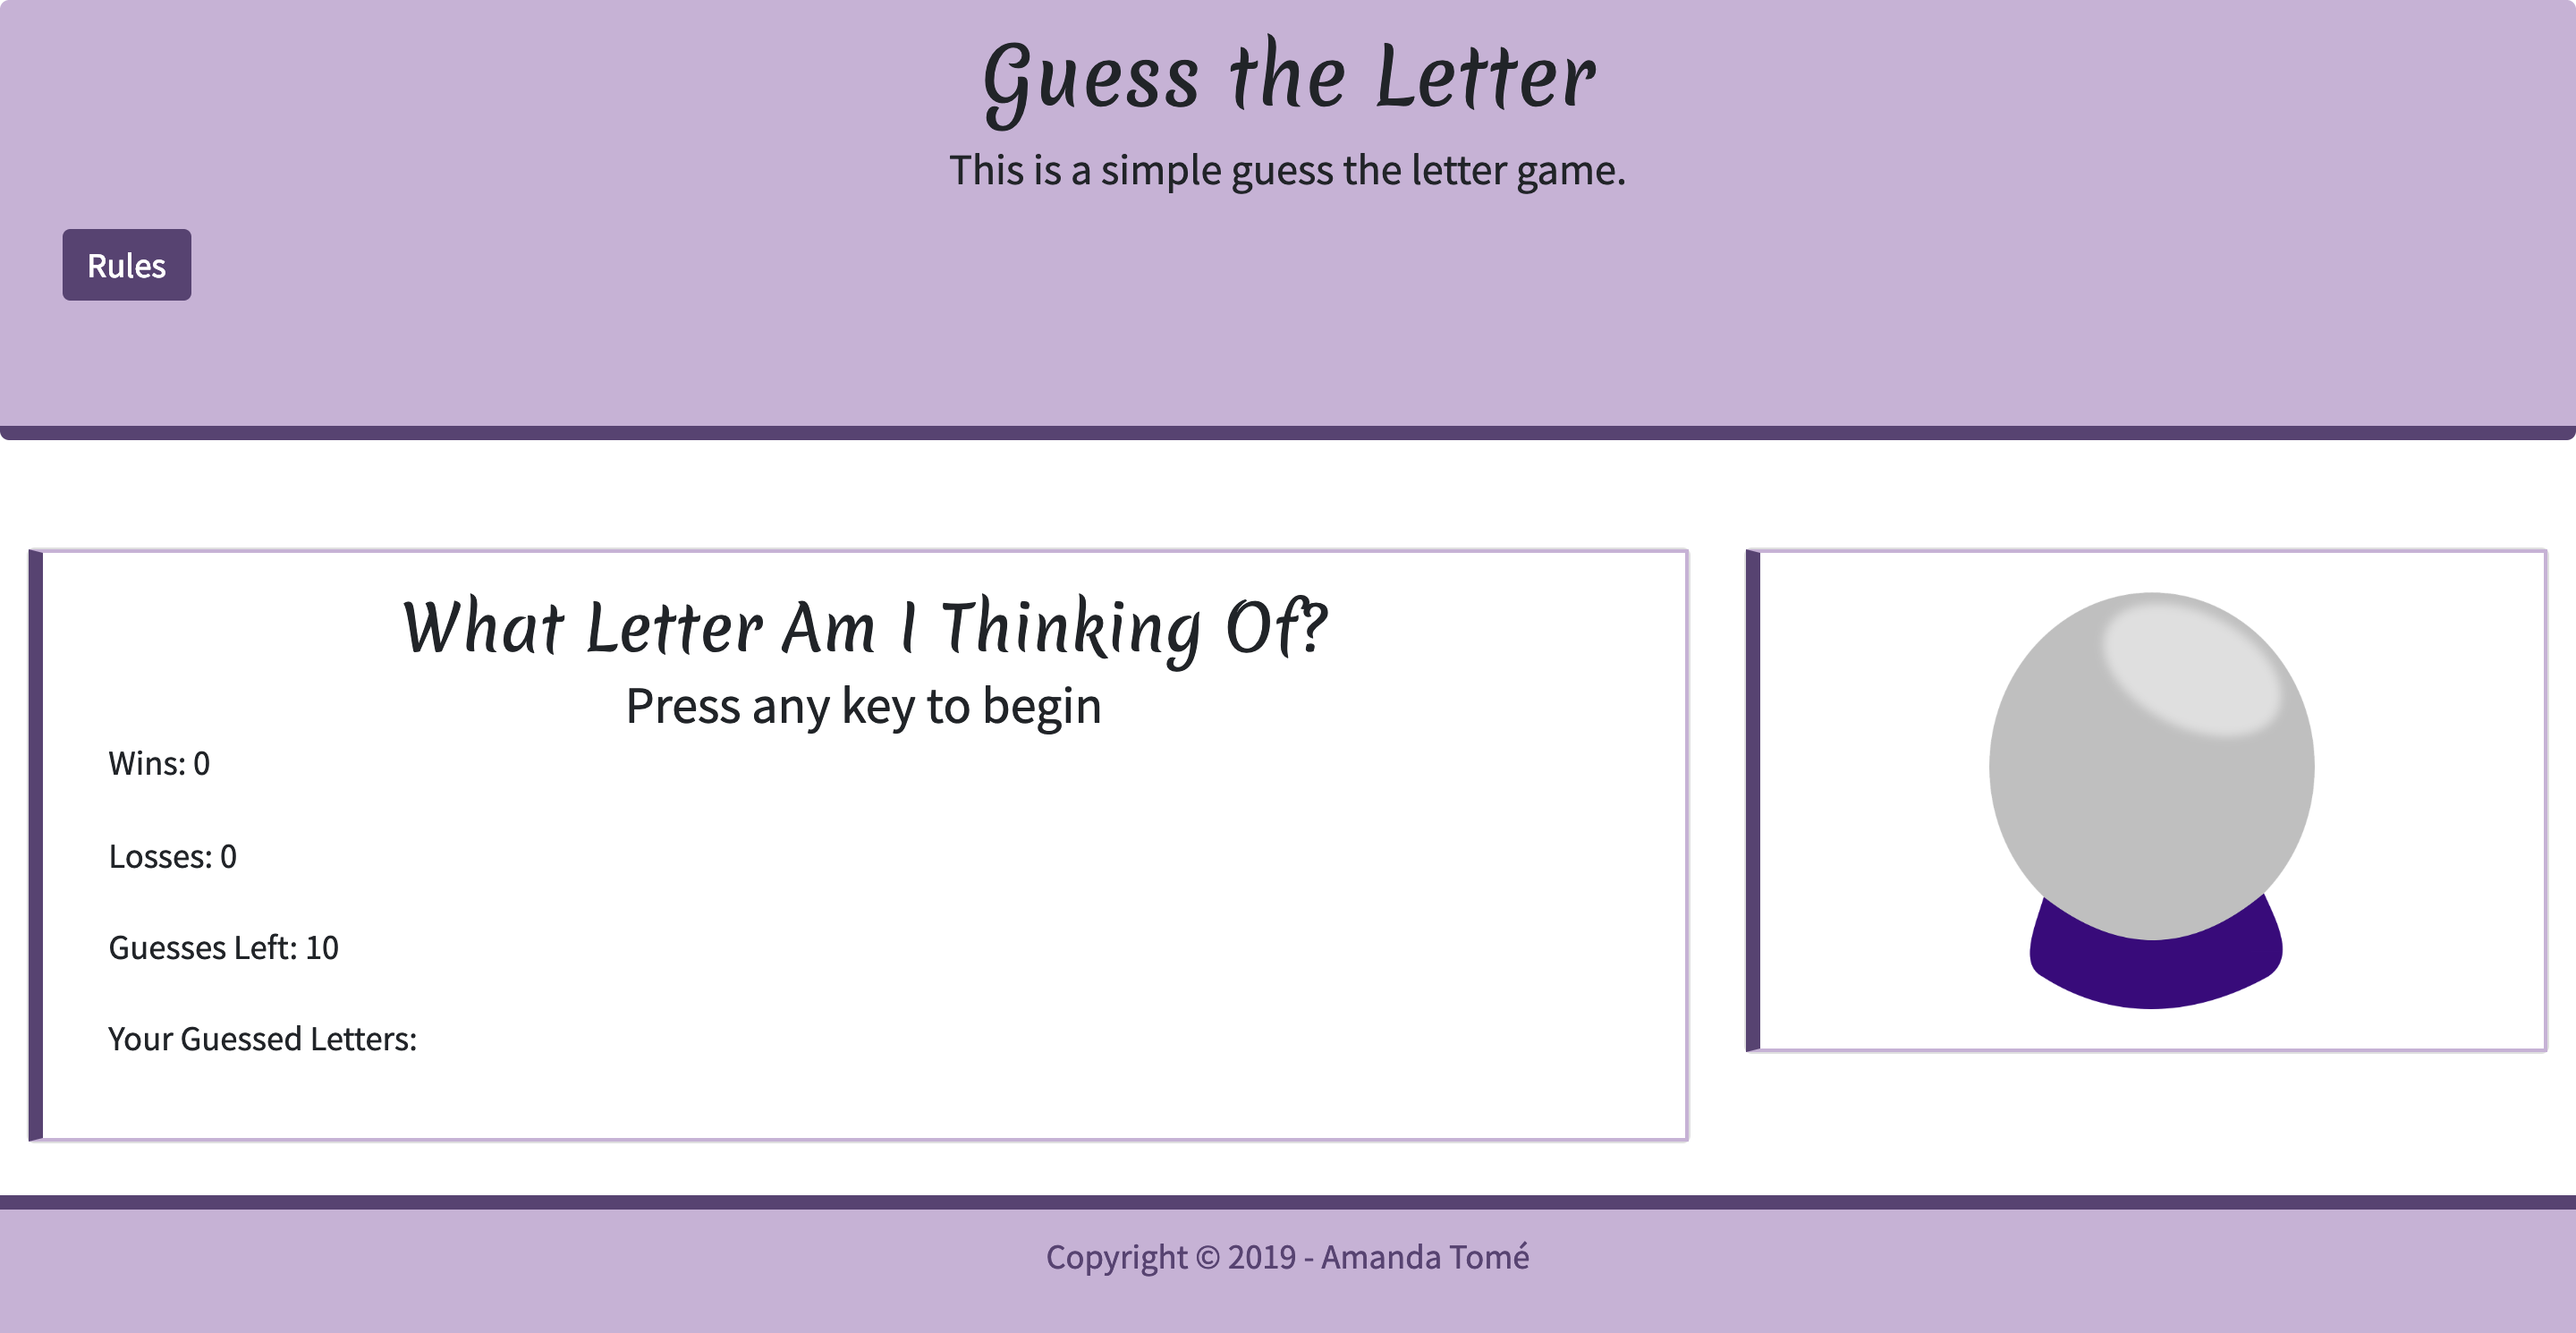 Guess the Letter
This is a simple guess the letter game.
Rules
What Letter Am I Thinking Of?
Press any key to begin
Wins: 0
Losses: 0
Guesses Left: 10
Your Guessed Letters:
Copyright © 2019 - Amanda Tomé